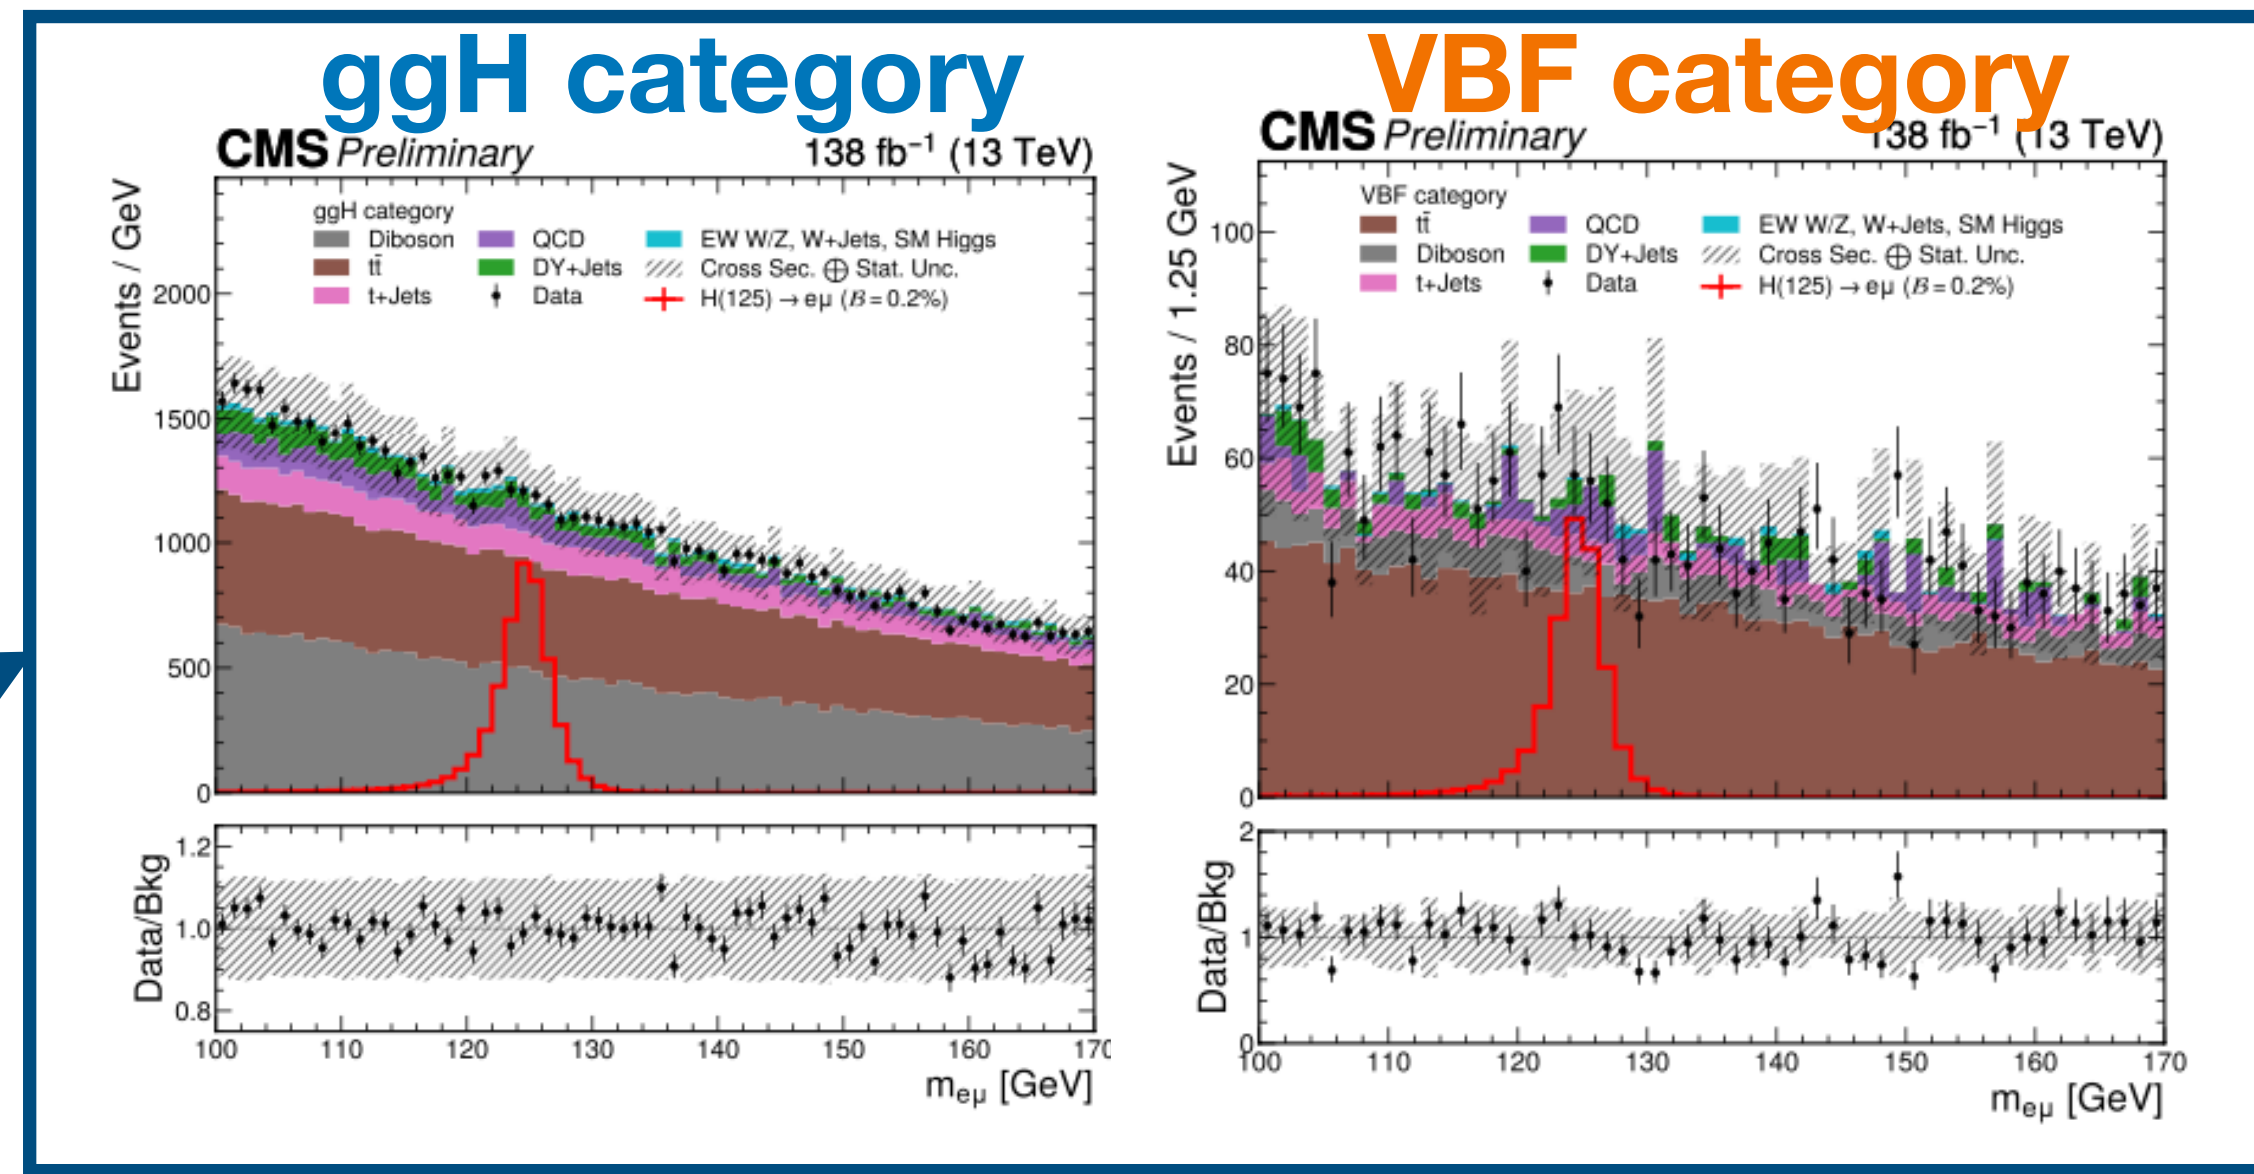 ggH category
CMS Preliminary 138 fb⁻¹ (13 TeV)
Events / GeV
ggH category
Diboson QCD EW W/Z, W+Jets, SM Higgs
tt̄ DY+Jets Cross Sec. ⊕ Stat. Unc.
t+Jets Data H(125) → eμ (B = 0.2%)
2000
1500
1000
500
0
Data/Bkg
1.2
1.0
0.8
100 110 120 130 140 150 160 170
m_eμ [GeV]
VBF category
CMS Preliminary 138 fb⁻¹ (13 TeV)
Events / 1.25 GeV
VBF category
tt̄ QCD EW W/Z, W+Jets, SM Higgs
Diboson DY+Jets Cross Sec. ⊕ Stat. Unc.
t+Jets Data H(125) → eμ (B = 0.2%)
100
80
60
40
20
0
Data/Bkg
2
1
0
100 110 120 130 140 150 160 170
m_eμ [GeV]